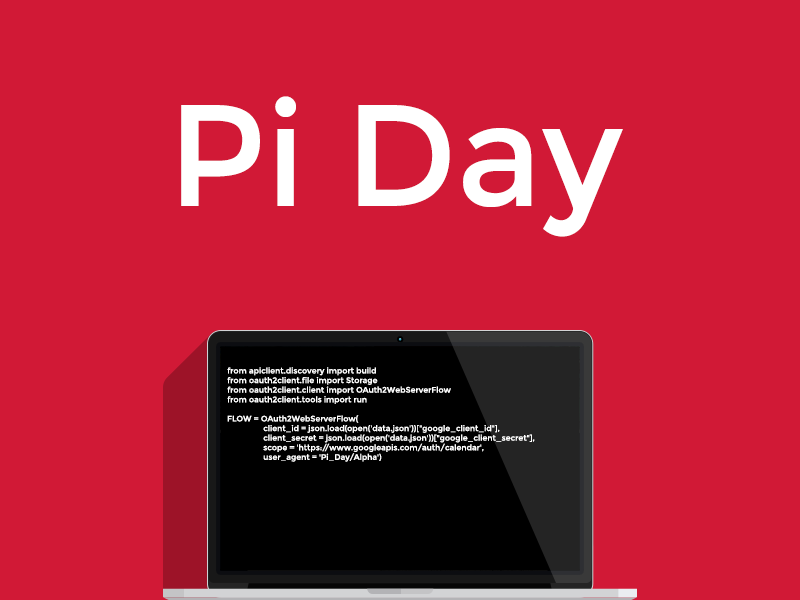 Pi Day
from apiclient.discovery import build
from oauth2client.file import Storage
from oauth2client.client import OAuth2WebServerFlow
from oauth2client.tools import run
FLOW = OAuth2WebServerFlow(
client_id = json.load(open('data.json'))["google_client_id"],
client_secret = json.load(open('data.json'))["google_client_secret"],
scope = 'https://www.googleapis.com/auth/calendar',
user_agent = 'Pi_Day/Alpha')